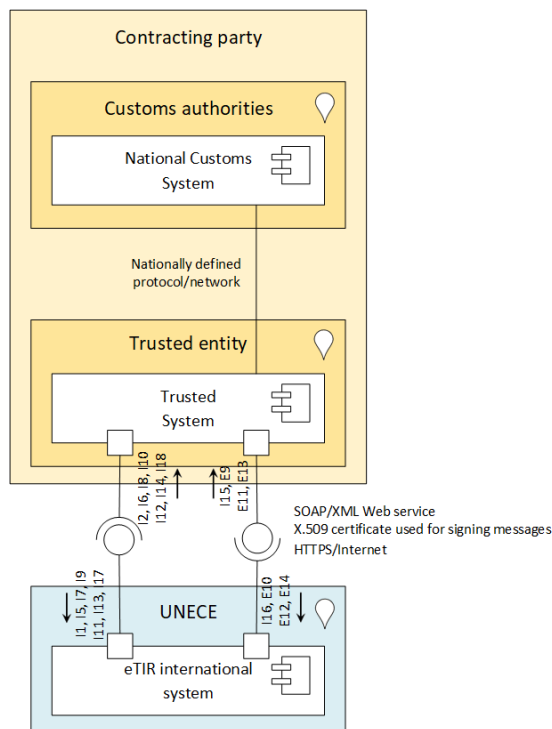 Contracting party
Customs authorities
National Customs
System
Nationally defined
protocol/network
Trusted entity
Trusted
System
I2, I6, I8, I10
I12, I14, I18
I15, E9
E11, E13
SOAP/XML Web service
X.509 certificate used for signing messages
HTTPS/Internet
I1, I5, I7, I9
I11, I13, I17
I16, E10
E12, E14
UNECE
eTIR international
system